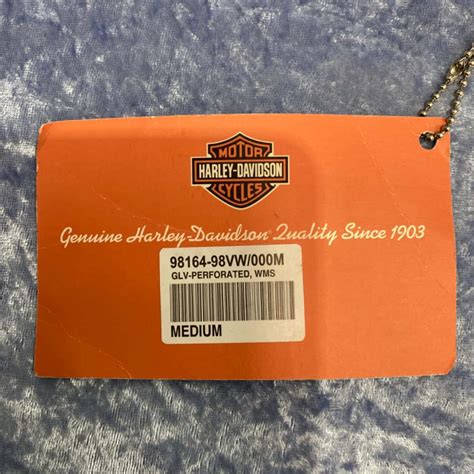 MOTOR
HARLEY-DAVIDSON
CYCLES
Genuine Harley-Davidson Quality Since 1903
98164-98VW/000M
GLV-PERFORATED, WMS
MEDIUM